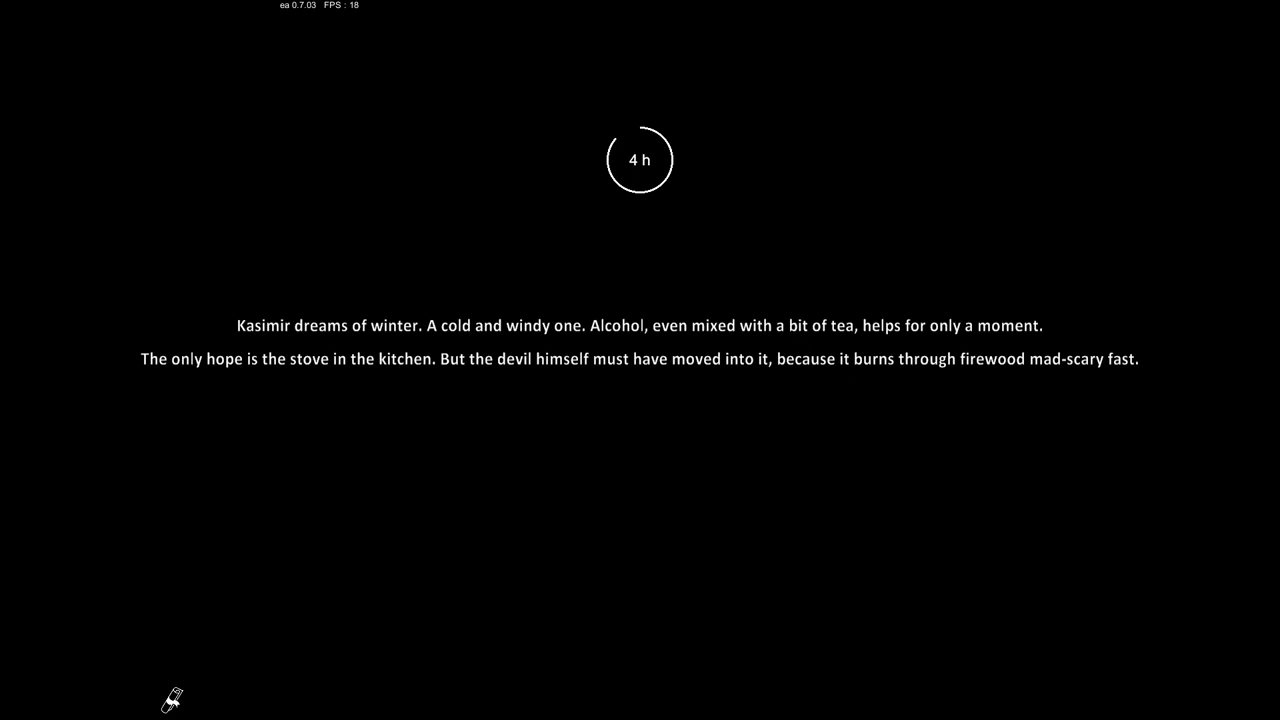 ea 0.7.03 FPS : 18
4 h
Kasimir dreams of winter. A cold and windy one. Alcohol, even mixed with a bit of tea, helps for only a moment.
The only hope is the stove in the kitchen. But the devil himself must have moved into it, because it burns through firewood mad-scary fast.